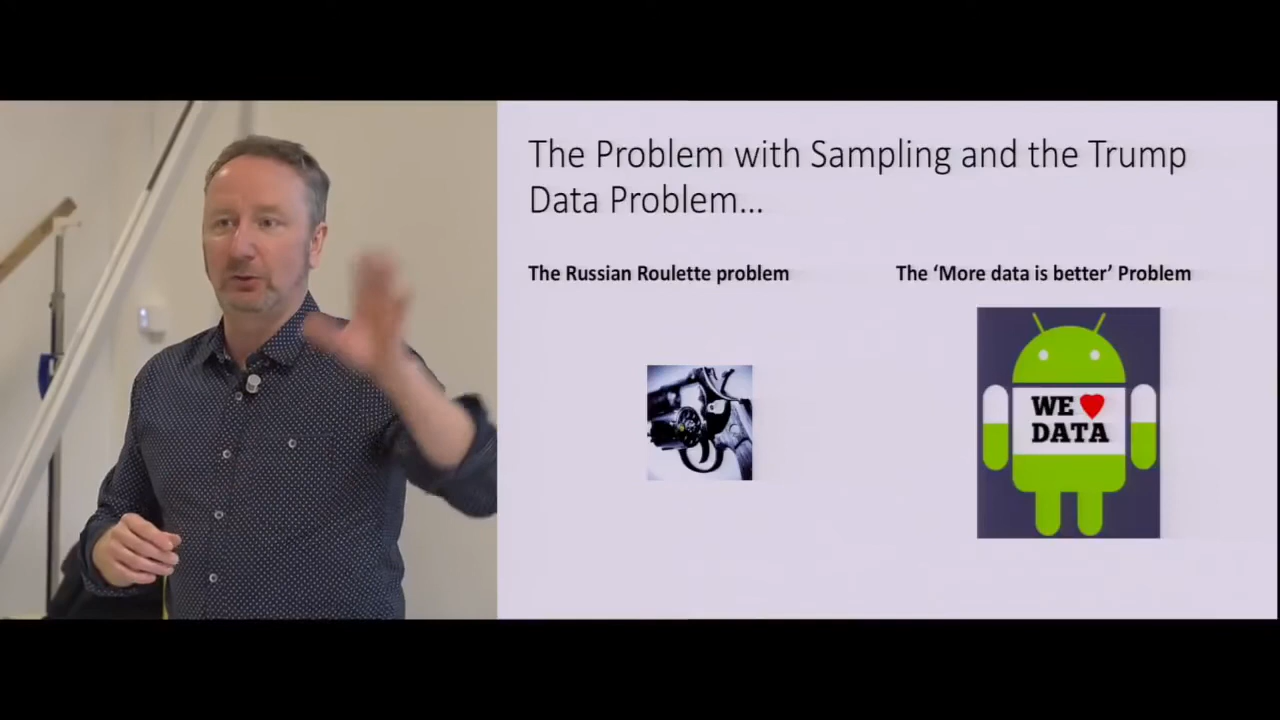 The Problem with Sampling and the Trump
Data Problem...
The Russian Roulette problem
The ‘More data is better’ Problem
WE
DATA